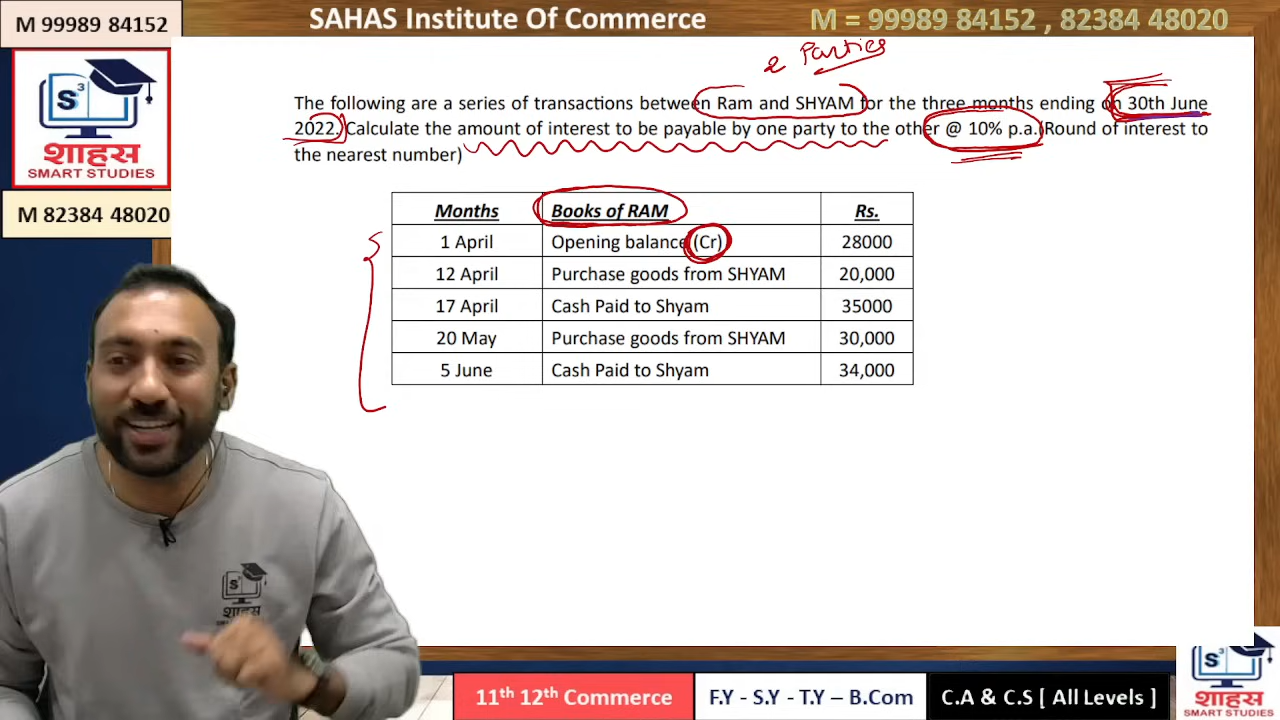 M 99989 84152
SAHAS Institute Of Commerce
M = 99989 84152 , 82384 48020
S3
शाहस
SMART STUDIES
M 82384 48020
2 Parties
The following are a series of transactions between Ram and SHYAM for the three months ending on 30th June
2022. Calculate the amount of interest to be payable by one party to the other @ 10% p.a.(Round of interest to
the nearest number)
Months Books of RAM Rs.
1 April Opening balance (Cr) 28000
12 April Purchase goods from SHYAM 20,000
17 April Cash Paid to Shyam 35000
20 May Purchase goods from SHYAM 30,000
5 June Cash Paid to Shyam 34,000
S3
शाहस
11th 12th Commerce
F.Y - S.Y - T.Y – B.Com
C.A & C.S [ All Levels ]
S3
शाहस
SMART STUDIES